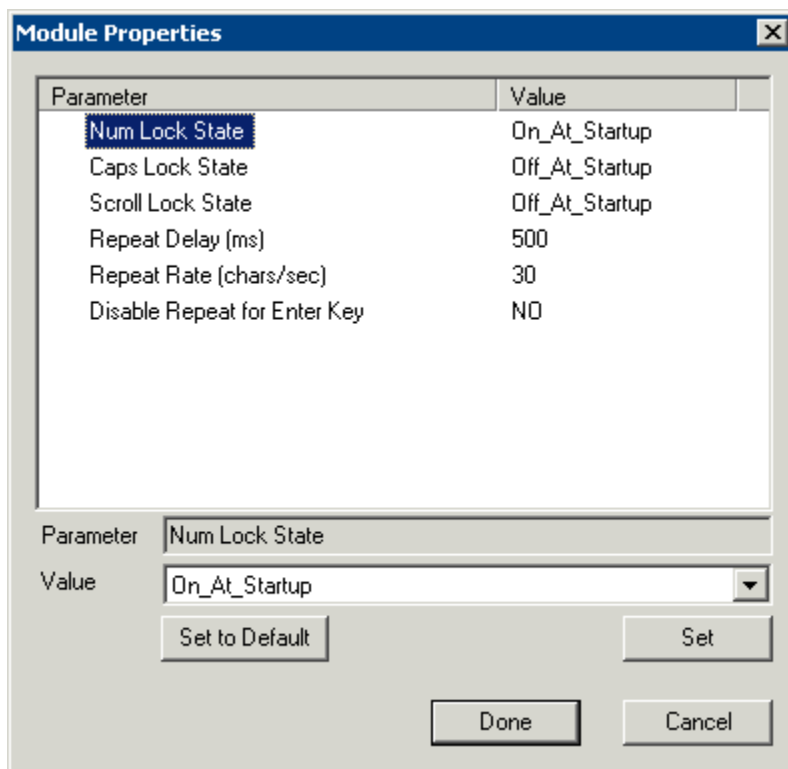 Module Properties
Parameter Value
Num Lock State On_At_Startup
Caps Lock State Off_At_Startup
Scroll Lock State Off_At_Startup
Repeat Delay (ms) 500
Repeat Rate (chars/sec) 30
Disable Repeat for Enter Key NO
Parameter Num Lock State
Value On_At_Startup
Set to Default Set
Done Cancel